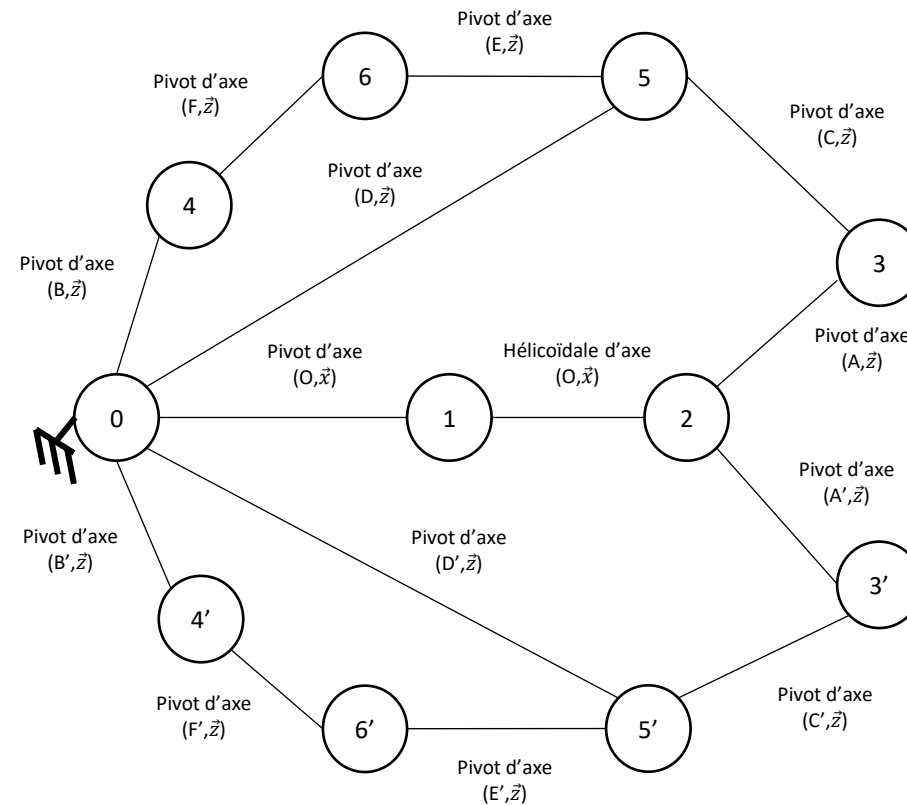 Pivot d’axe
(E,z⃗)
6
5
Pivot d’axe
(F,z⃗)
Pivot d’axe
(C,z⃗)
Pivot d’axe
(D,z⃗)
4
3
Pivot d’axe
(B,z⃗)
Pivot d’axe
(O,x⃗)
Hélicoïdale d’axe
(O,x⃗)
Pivot d’axe
(A,z⃗)
0
1
2
Pivot d’axe
(A’,z⃗)
Pivot d’axe
(B’,z⃗)
Pivot d’axe
(D’,z⃗)
3’
4’
Pivot d’axe
(F’,z⃗)
Pivot d’axe
(C’,z⃗)
6’
5’
Pivot d’axe
(E’,z⃗)